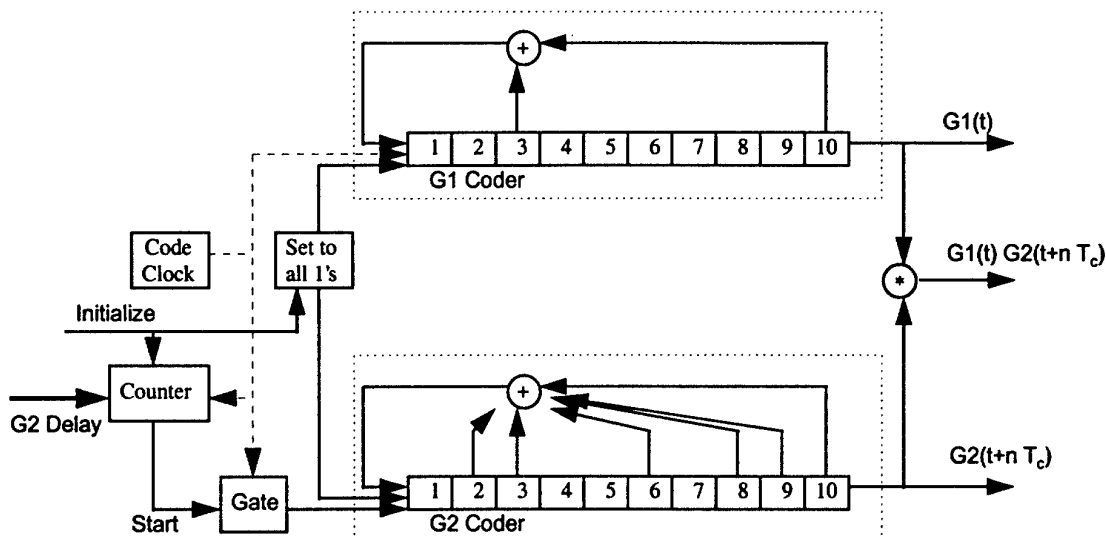 +
G1(t)
1 2 3 4 5 6 7 8 9 10
G1 Coder
Code
Clock
Set to
all 1's
*
G1(t) G2(t+n T_c)
Initialize
Counter
G2 Delay
+
G2(t+n T_c)
1 2 3 4 5 6 7 8 9 10
Gate
Start
G2 Coder